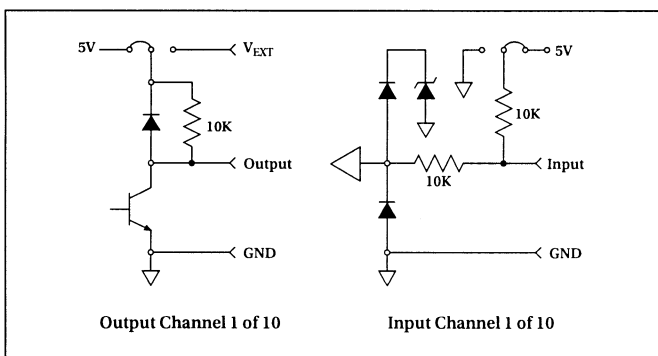 5V
V_EXT
10K
Output
GND
Output Channel 1 of 10
5V
10K
10K
Input
GND
Input Channel 1 of 10